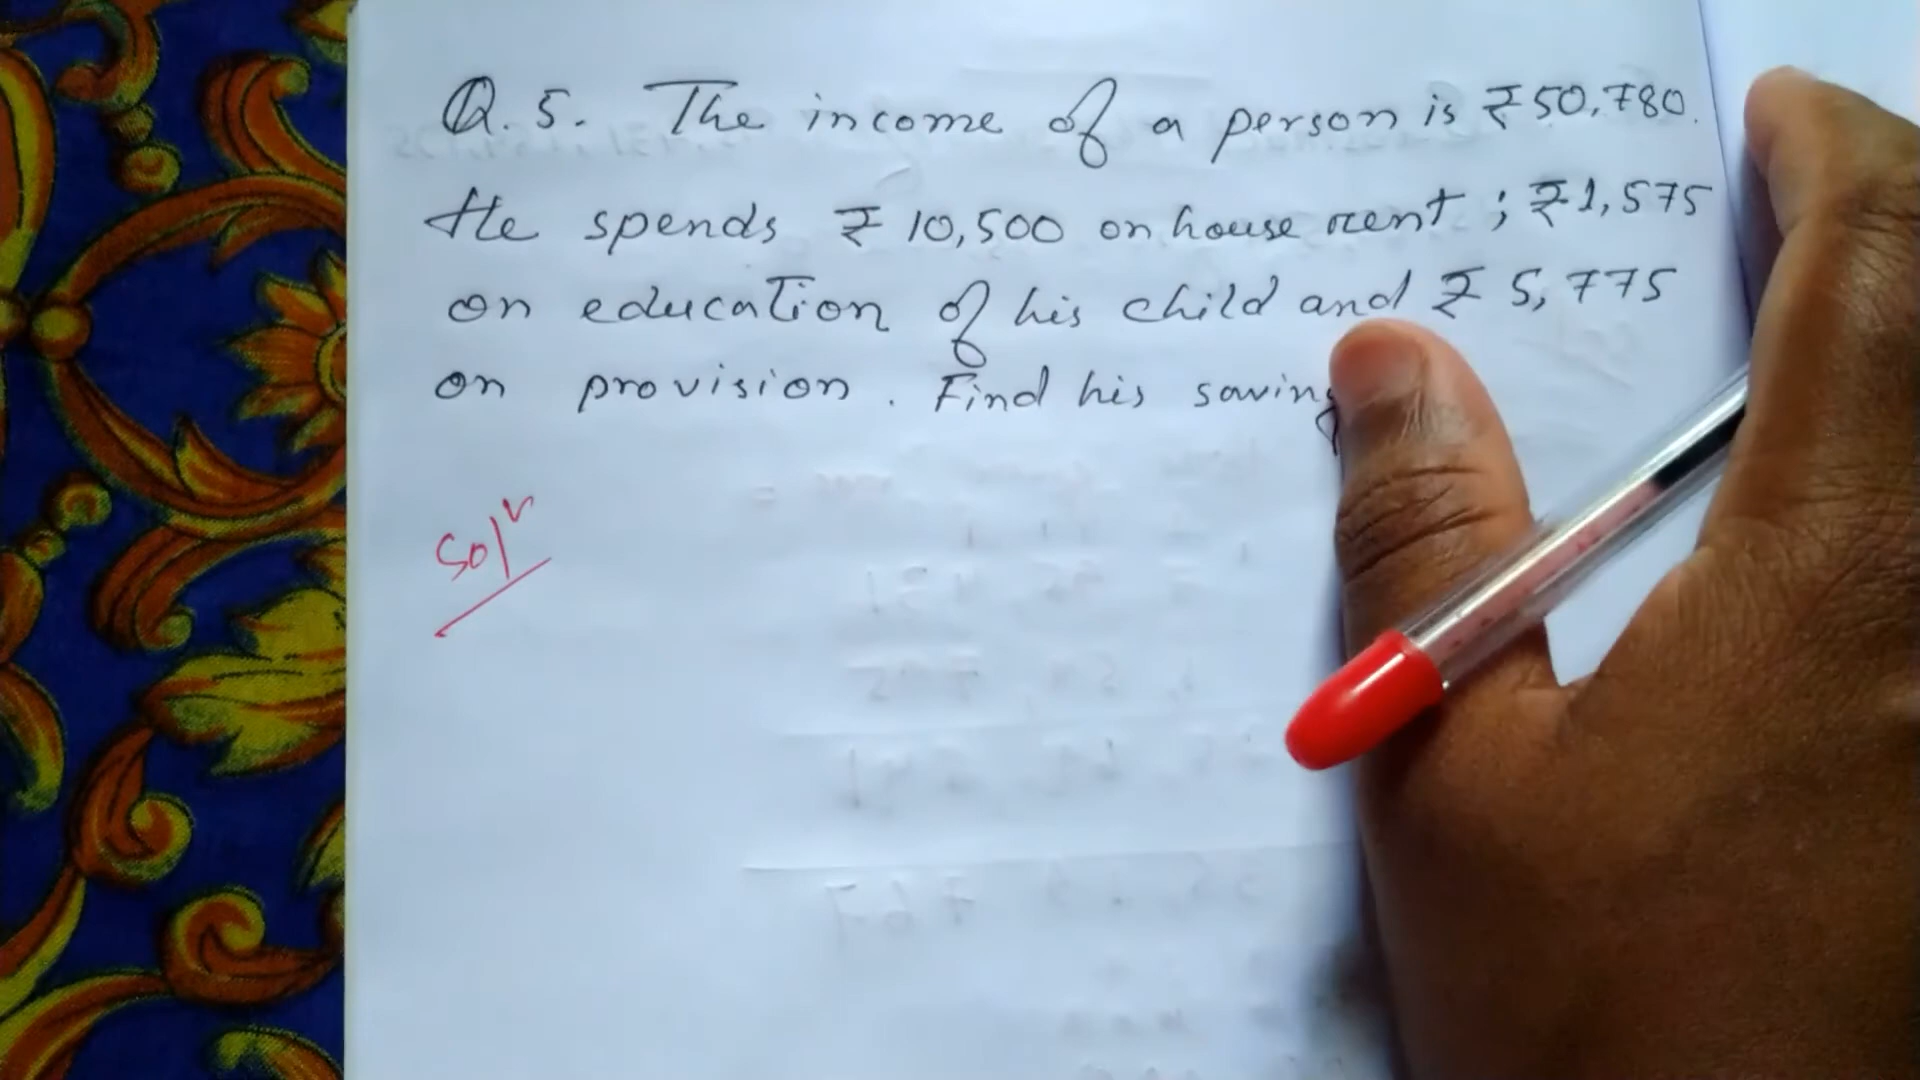 Q. 5. The income of a person is ₹50,780.
He spends ₹ 10,500 on house rent ; ₹1,575
on education of his child and ₹ 5,775
on provision. Find his saving
Solⁿ